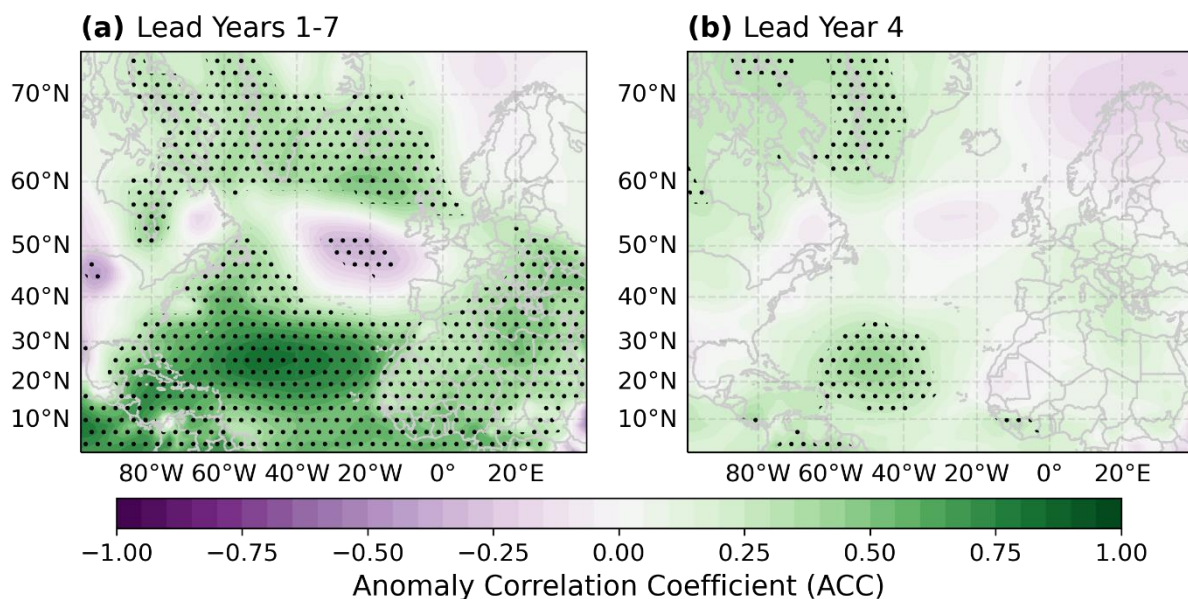 (a) Lead Years 1-7
(b) Lead Year 4
70°N
60°N
50°N
40°N
30°N
20°N
10°N
80°W 60°W 40°W 20°W 0° 20°E
70°N
60°N
50°N
40°N
30°N
20°N
10°N
80°W 60°W 40°W 20°W 0° 20°E
−1.00 −0.75 −0.50 −0.25 0.00 0.25 0.50 0.75 1.00
Anomaly Correlation Coefficient (ACC)